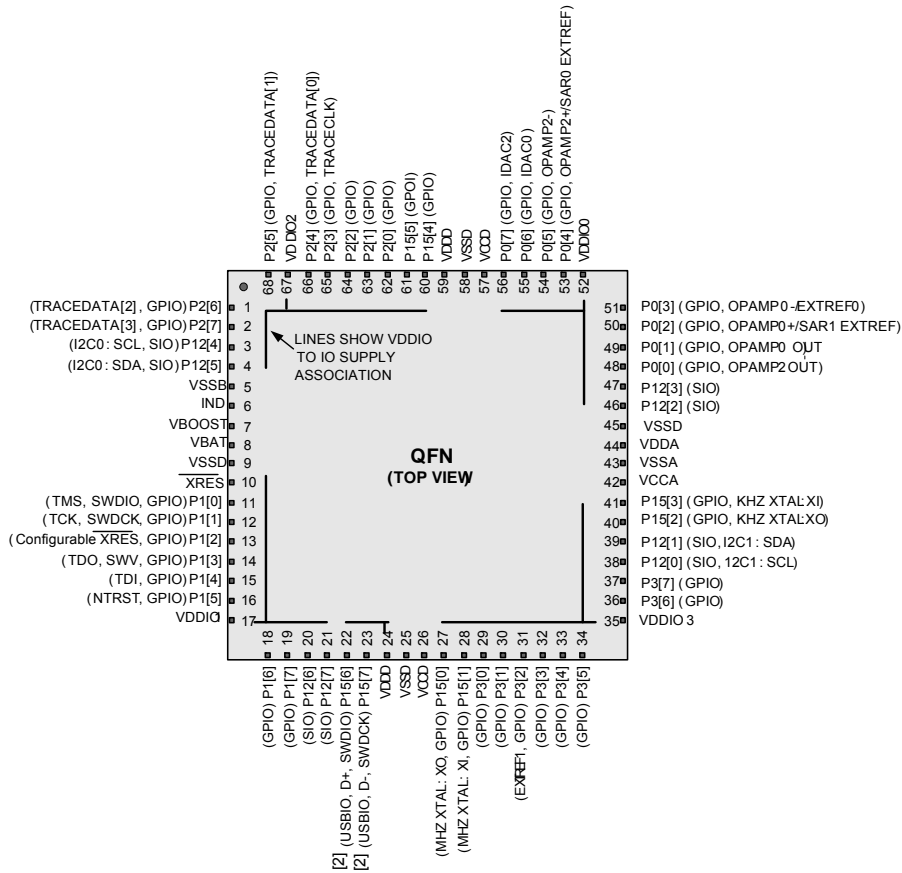 P2[5] (GPIO, TRACEDATA[1])
VDDIO2
P2[4] (GPIO, TRACEDATA[0])
P2[3] (GPIO, TRACECLK)
P2[2] (GPIO)
P2[1] (GPIO)
P2[0] (GPIO)
P15[5] (GPOI)
P15[4] (GPIO)
VDDD
VSSD
VCCD
P0[7] (GPIO, IDAC2)
P0[6] (GPIO, IDAC0)
P0[5] (GPIO, OPAMP2-)
P0[4] (GPIO, OPAMP2+/SAR0 EXTREF)
VDDIO0
68
67
66
65
64
63
62
61
60
59
58
57
56
55
54
53
52
(TRACEDATA[2], GPIO) P2[6] 1
(TRACEDATA[3], GPIO) P2[7] 2
(I2C0: SCL, SIO) P12[4] 3
(I2C0: SDA, SIO) P12[5] 4
VSSB 5
IND 6
VBOOST 7
VBAT 8
VSSD 9
XRES 10
(TMS, SWDIO, GPIO) P1[0] 11
(TCK, SWDCK, GPIO) P1[1] 12
(Configurable XRES, GPIO) P1[2] 13
(TDO, SWV, GPIO) P1[3] 14
(TDI, GPIO) P1[4] 15
(NTRST, GPIO) P1[5] 16
VDDIO1 17
LINES SHOW VDDIO
TO IO SUPPLY
ASSOCIATION
QFN
(TOP VIEW)
51 P0[3] (GPIO, OPAMP0-/EXTREF0)
50 P0[2] (GPIO, OPAMP0+/SAR1 EXTREF)
49 P0[1] (GPIO, OPAMP0 OUT)
48 P0[0] (GPIO, OPAMP2 OUT)
47 P12[3] (SIO)
46 P12[2] (SIO)
45 VSSD
44 VDDA
43 VSSA
42 VCCA
41 P15[3] (GPIO, KHZ XTAL: XI)
40 P15[2] (GPIO, KHZ XTAL: XO)
39 P12[1] (SIO, I2C1: SDA)
38 P12[0] (SIO, 12C1: SCL)
37 P3[7] (GPIO)
36 P3[6] (GPIO)
35 VDDIO3
18
19
20
21
22
23
24
25
26
27
28
29
30
31
32
33
34
(GPIO) P1[6]
(GPIO) P1[7]
(SIO) P12[6]
(SIO) P12[7]
[2] (USBIO, D+, SWDIO) P15[6]
[2] (USBIO, D-, SWDCK) P15[7]
VDDD
VSSD
VCCD
(MHZ XTAL: XO, GPIO) P15[0]
(MHZ XTAL: XI, GPIO) P15[1]
(GPIO) P3[0]
(GPIO) P3[1]
(EXTREF1, GPIO) P3[2]
(GPIO) P3[3]
(GPIO) P3[4]
(GPIO) P3[5]